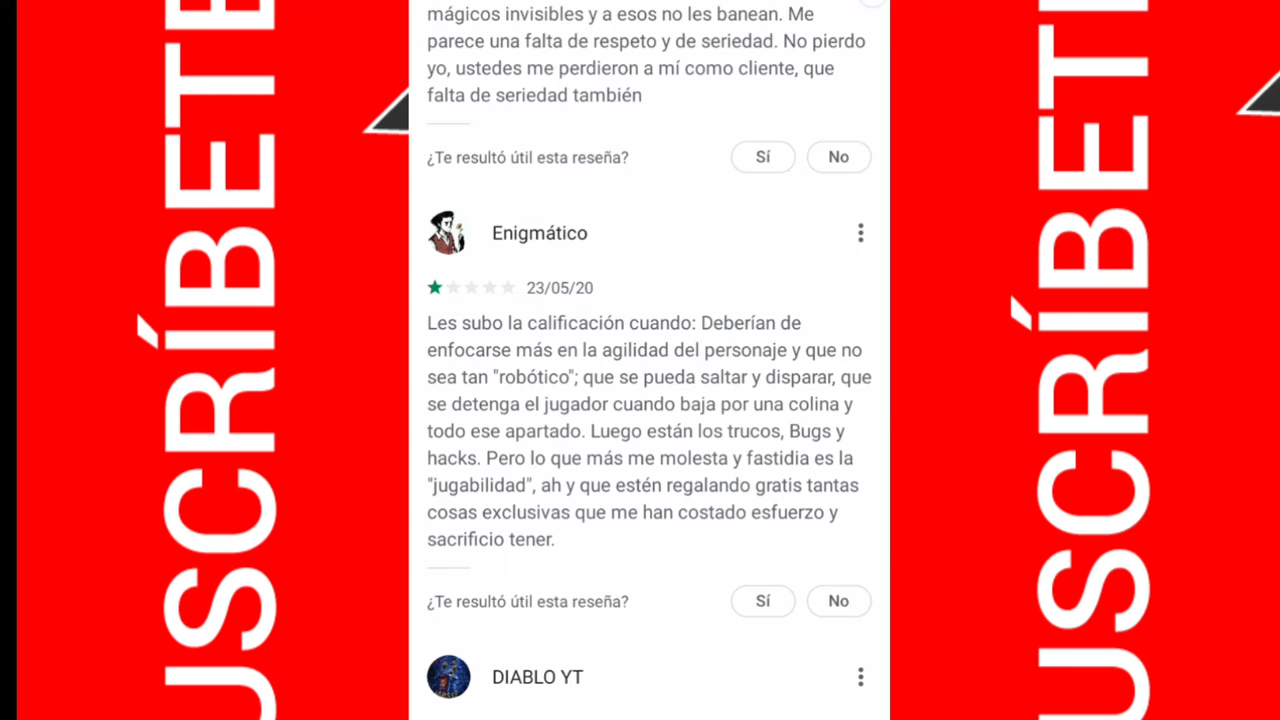 mágicos invisibles y a esos no les banean. Me
parece una falta de respeto y de seriedad. No pierdo
yo, ustedes me perdieron a mí como cliente, que
falta de seriedad también
¿Te resultó útil esta reseña?
Sí
No
Enigmático
23/05/20
Les subo la calificación cuando: Deberían de
enfocarse más en la agilidad del personaje y que no
sea tan "robótico"; que se pueda saltar y disparar, que
se detenga el jugador cuando baja por una colina y
todo ese apartado. Luego están los trucos, Bugs y
hacks. Pero lo que más me molesta y fastidia es la
"jugabilidad", ah y que estén regalando gratis tantas
cosas exclusivas que me han costado esfuerzo y
sacrificio tener.
¿Te resultó útil esta reseña?
Sí
No
DIABLO YT
USCRÍBETE
USCRÍBETE